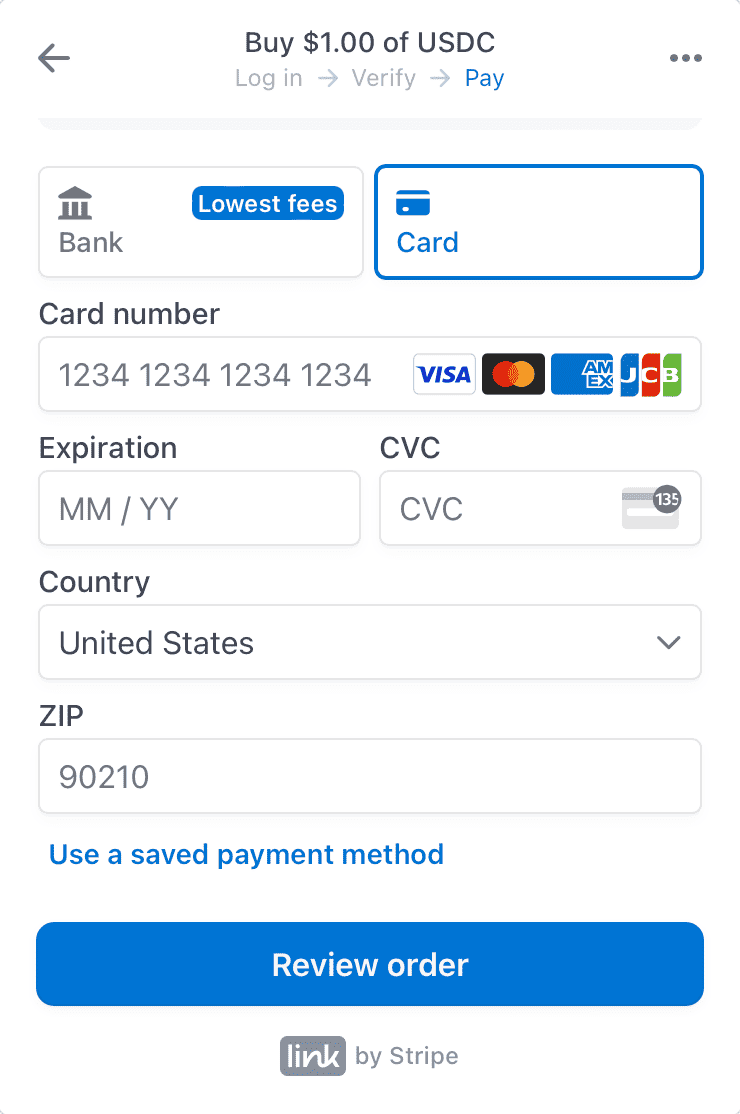 Buy $1.00 of USDC
Log in → Verify → Pay
Lowest fees
Bank
Card
Card number
1234 1234 1234 1234 VISA AM EX JCB
Expiration CVC
MM / YY CVC 135
Country
United States
ZIP
90210
Use a saved payment method
Review order
link by Stripe